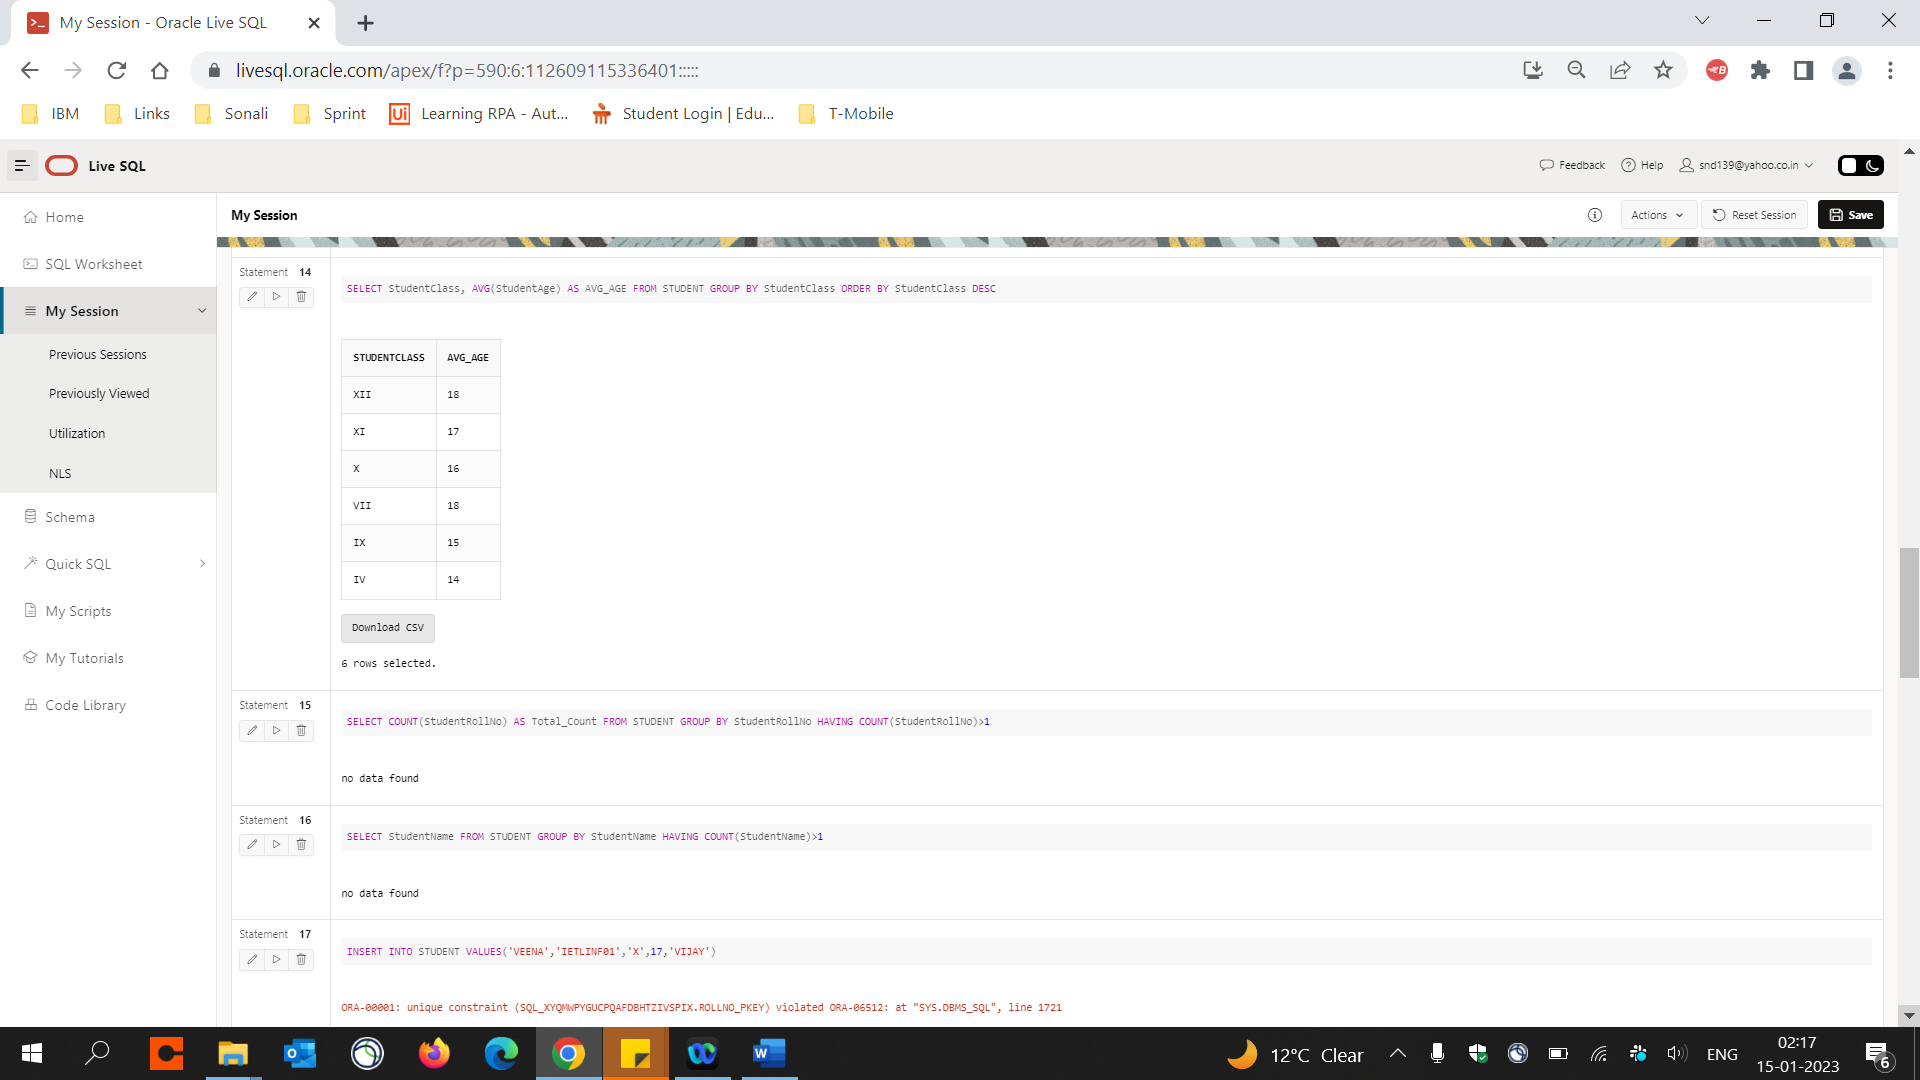 My Session - Oracle Live SQL
livesql.oracle.com/apex/f?p=590:6:112609115336401:::::
IBM
Links
Sonali
Sprint
Ui
Learning RPA - Aut...
Student Login | Edu...
T-Mobile
Live SQL
Feedback
Help
snd139@yahoo.co.in
My Session
Actions
Reset Session
Save
Home
SQL Worksheet
My Session
Previous Sessions
Previously Viewed
Utilization
NLS
Schema
Quick SQL
My Scripts
My Tutorials
Code Library
Statement 14
SELECT StudentClass, AVG(StudentAge) AS AVG_AGE FROM STUDENT GROUP BY StudentClass ORDER BY StudentClass DESC
STUDENTCLASS AVG_AGE
XII 18
XI 17
X 16
VII 18
IX 15
IV 14
Download CSV
6 rows selected.
Statement 15
SELECT COUNT(StudentRollNo) AS Total_Count FROM STUDENT GROUP BY StudentRollNo HAVING COUNT(StudentRollNo)>1
no data found
Statement 16
SELECT StudentName FROM STUDENT GROUP BY StudentName HAVING COUNT(StudentName)>1
no data found
Statement 17
INSERT INTO STUDENT VALUES('VEENA','IETLINF01','X',17,'VIJAY')
ORA-00001: unique constraint (SQL_XYQMWPYGUCPQAFDBHTZIVSPIX.ROLLNO_PKEY) violated ORA-06512: at "SYS.DBMS_SQL", line 1721
12°C Clear
ENG
02:17
15-01-2023
6